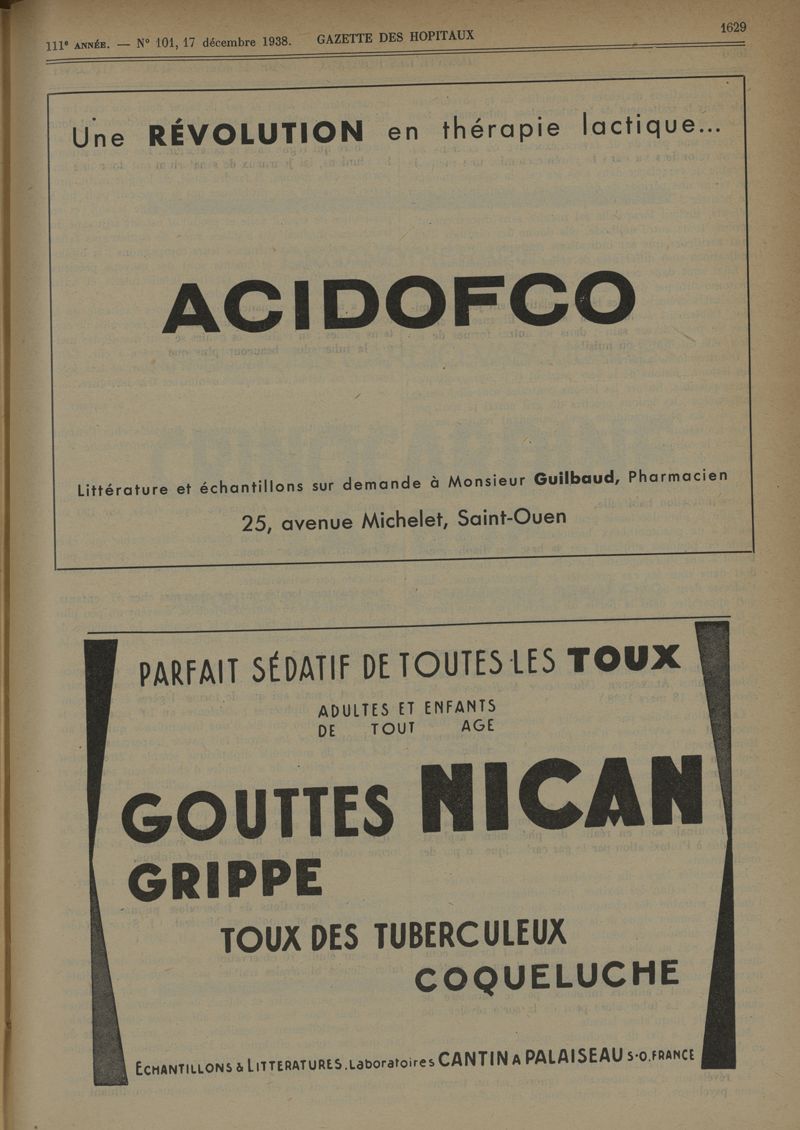 111e ANNÉE. — N° 101, 17 décembre 1938. GAZETTE DES HOPITAUX 1629
Une RÉVOLUTION en thérapie lactique...
ACIDOFCO
Littérature et échantillons sur demande à Monsieur Guilbaud, Pharmacien
25, avenue Michelet, Saint-Ouen
PARFAIT SÉDATIF DE TOUTES LES TOUX
ADULTES ET ENFANTS
DE TOUT AGE
GOUTTES NICAN
GRIPPE
TOUX DES TUBERCULEUX
COQUELUCHE
ECHANTILLONS & LITTERATURES. Laboratoires CANTIN A PALAISEAU S-O. FRANCE